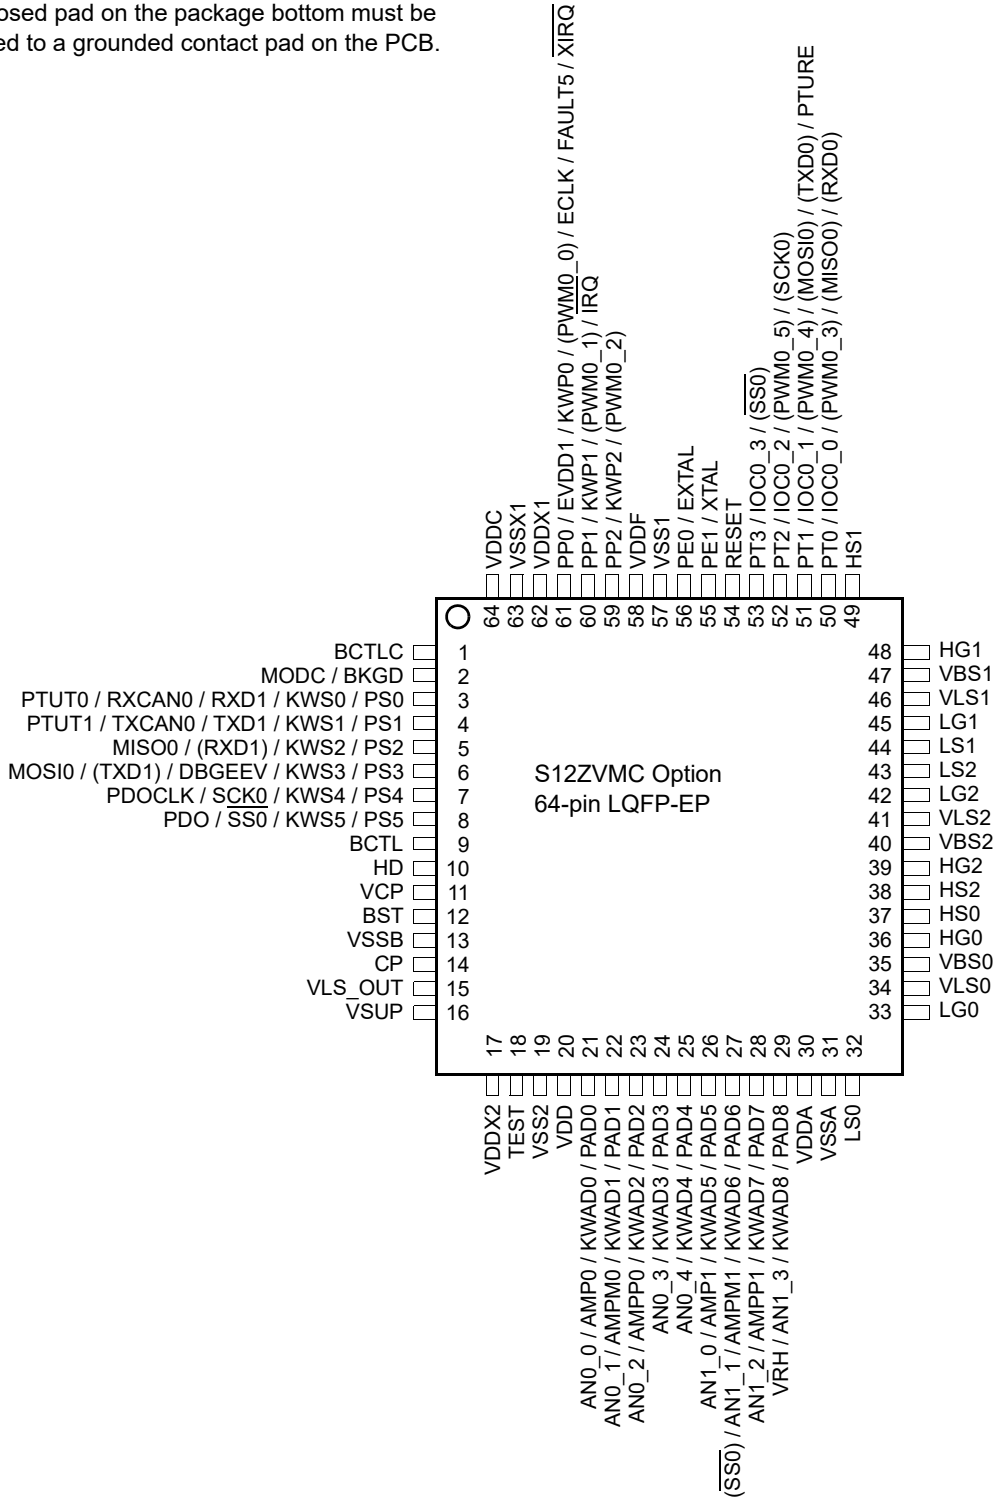 osed pad on the package bottom must be
ed to a grounded contact pad on the PCB.
VDDC
VSSX1
VDDX1
PP0 / EVDD1 / KWP0 / (PWM0_0) / ECLK / FAULT5 / XIRQ
PP1 / KWP1 / (PWM0_1) / IRQ
PP2 / KWP2 / (PWM0_2)
VDDF
VSS1
PE0 / EXTAL
PE1 / XTAL
RESET
PT3 / IOC0_3 / (SS0)
PT2 / IOC0_2 / (PWM0_5) / (SCK0)
PT1 / IOC0_1 / (PWM0_4) / (MOSI0) / (TXD0) / PTURE
PT0 / IOC0_0 / (PWM0_3) / (MISO0) / (RXD0)
HS1
64 63 62 61 60 59 58 57 56 55 54 53 52 51 50 49
BCTLC 1
MODC / BKGD 2
PTUT0 / RXCAN0 / RXD1 / KWS0 / PS0 3
PTUT1 / TXCAN0 / TXD1 / KWS1 / PS1 4
MISO0 / (RXD1) / KWS2 / PS2 5
MOSI0 / (TXD1) / DBGEEV / KWS3 / PS3 6
PDOCLK / SCK0 / KWS4 / PS4 7
PDO / SS0 / KWS5 / PS5 8
BCTL 9
HD 10
VCP 11
BST 12
VSSB 13
CP 14
VLS_OUT 15
VSUP 16
S12ZVMC Option
64-pin LQFP-EP
48 HG1
47 VBS1
46 VLS1
45 LG1
44 LS1
43 LS2
42 LG2
41 VLS2
40 VBS2
39 HG2
38 HS2
37 HS0
36 HG0
35 VBS0
34 VLS0
33 LG0
17 18 19 20 21 22 23 24 25 26 27 28 29 30 31 32
VDDX2
TEST
VSS2
VDD
AN0_0 / AMP0 / KWAD0 / PAD0
AN0_1 / AMPM0 / KWAD1 / PAD1
AN0_2 / AMPP0 / KWAD2 / PAD2
AN0_3 / KWAD3 / PAD3
AN0_4 / KWAD4 / PAD4
AN1_0 / AMP1 / KWAD5 / PAD5
(SS0) / AN1_1 / AMPM1 / KWAD6 / PAD6
AN1_2 / AMPP1 / KWAD7 / PAD7
VRH / AN1_3 / KWAD8 / PAD8
VDDA
VSSA
LS0